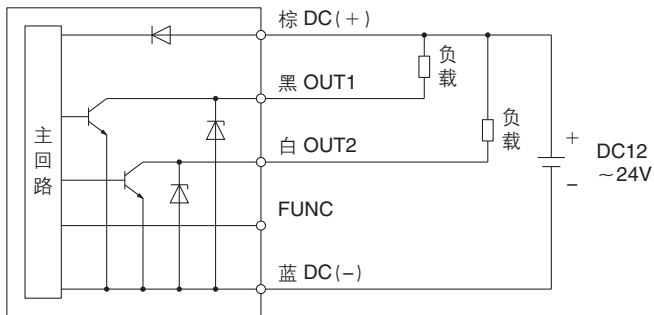 棕 DC(+)
负载
黑 OUT1
负载
主回路
白 OUT2
+
DC12
~24V
−
FUNC
蓝 DC(−)